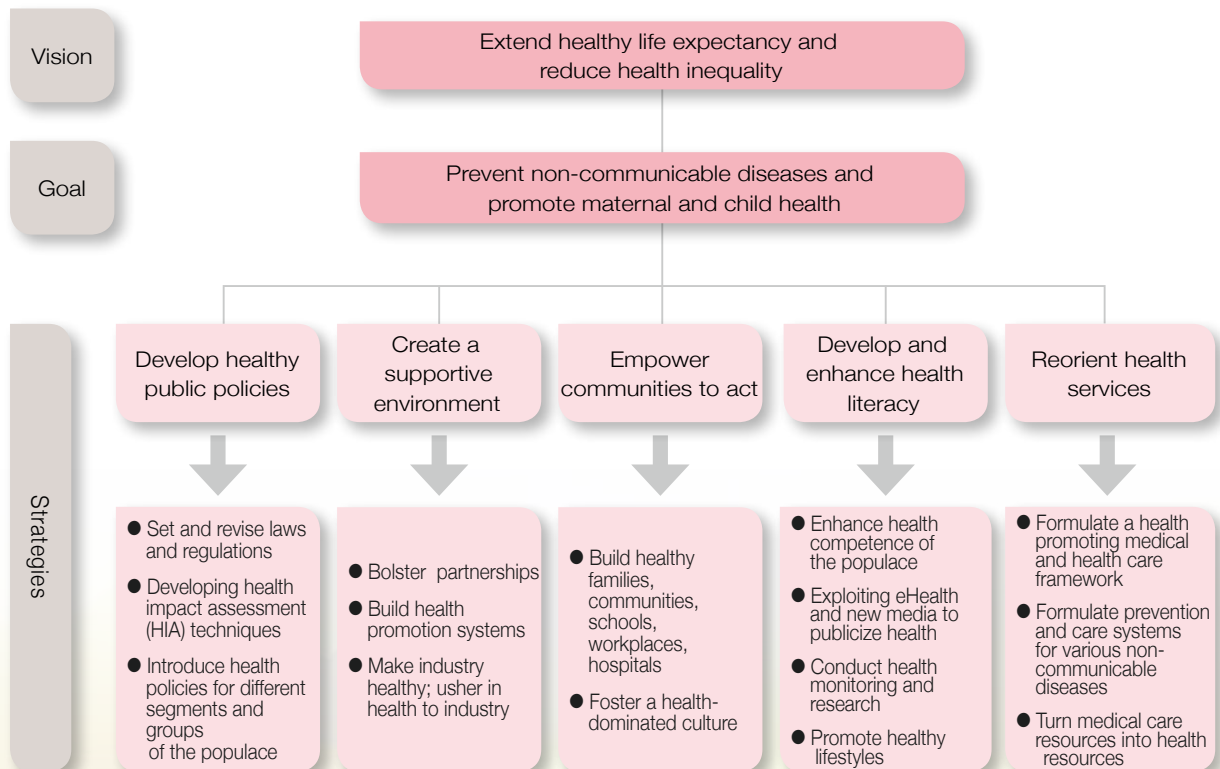 Vision
Extend healthy life expectancy and
reduce health inequality
Goal
Prevent non-communicable diseases and
promote maternal and child health
Strategies
Develop healthy
public policies
Create a
supportive
environment
Empower
communities to act
Develop and
enhance health
literacy
Reorient health
services
● Set and revise laws
and regulations
● Developing health
impact assessment
(HIA) techniques
● Introduce health
policies for different
segments and
groups
of the populace
● Bolster partnerships
● Build health
promotion systems
● Make industry
healthy; usher in
health to industry
● Build healthy
families,
communities,
schools,
workplaces,
hospitals
● Foster a health-
dominated culture
● Enhance health
competence of
the populace
● Exploiting eHealth
and new media to
publicize health
● Conduct health
monitoring and
research
● Promote healthy
lifestyles
● Formulate a health
promoting medical
and health care
framework
● Formulate prevention
and care systems
for various non-
communicable
diseases
● Turn medical care
resources into health
resources